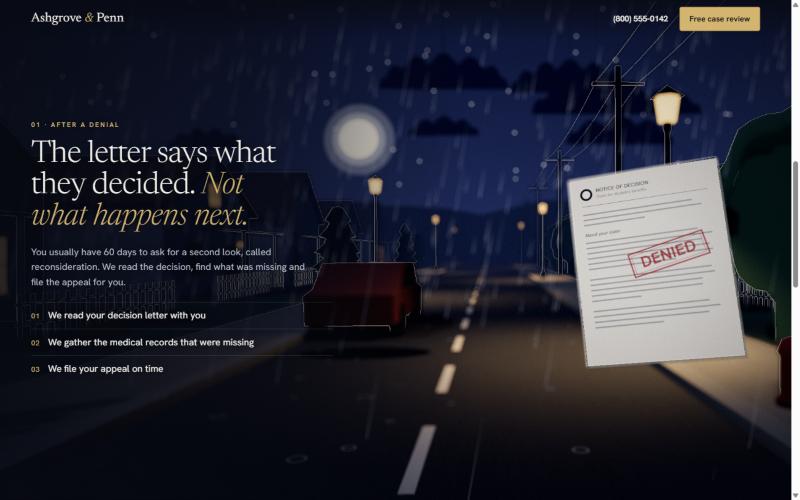 Ashgrove & Penn
(800) 555-0142
Free case review
01 · AFTER A DENIAL
The letter says what
they decided. Not
what happens next.
You usually have 60 days to ask for a second look, called
reconsideration. We read the decision, find what was missing and
file the appeal for you.
01 We read your decision letter with you
02 We gather the medical records that were missing
03 We file your appeal on time
NOTICE OF DECISION
DENIED